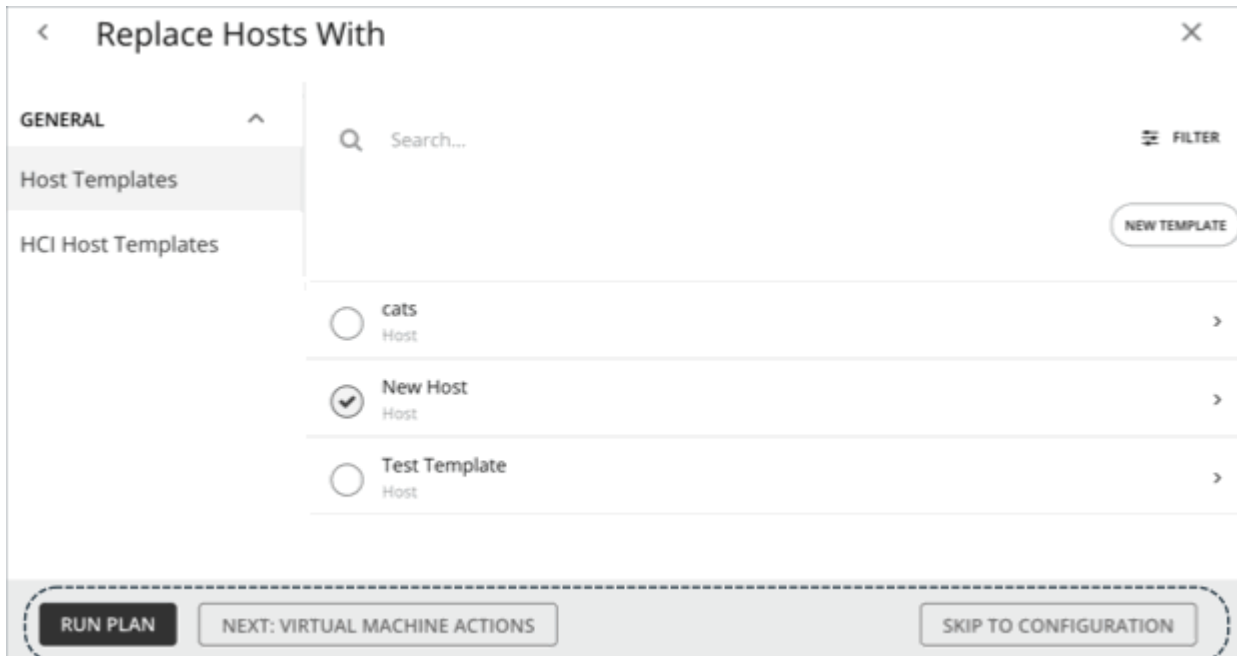 Replace Hosts With
GENERAL
Host Templates
HCI Host Templates
Search...
FILTER
NEW TEMPLATE
cats
Host
New Host
Host
Test Template
Host
RUN PLAN
NEXT: VIRTUAL MACHINE ACTIONS
SKIP TO CONFIGURATION